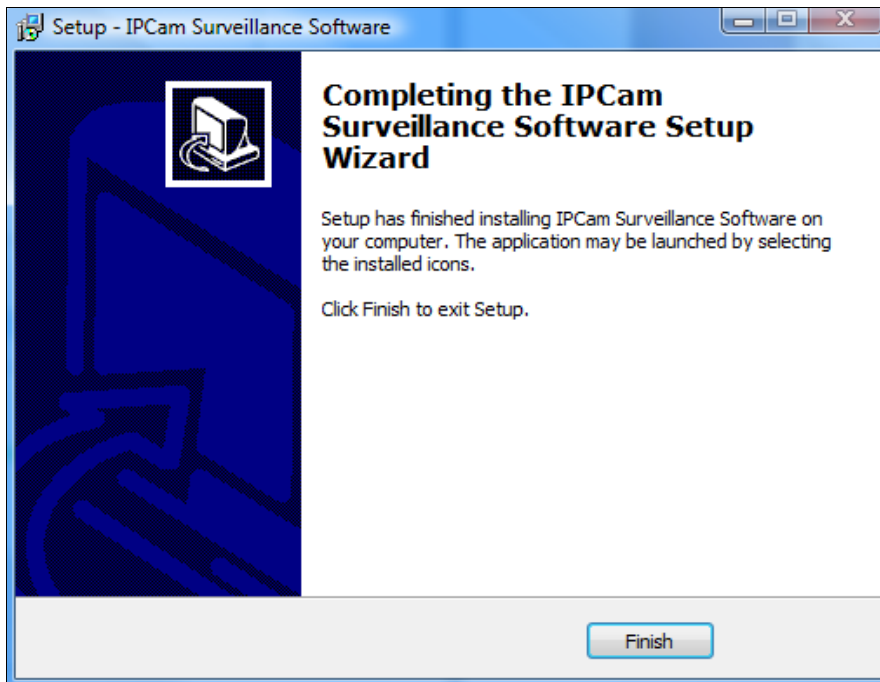 Setup - IPCam Surveillance Software
Completing the IPCam
Surveillance Software Setup
Wizard
Setup has finished installing IPCam Surveillance Software on
your computer. The application may be launched by selecting
the installed icons.
Click Finish to exit Setup.
Finish